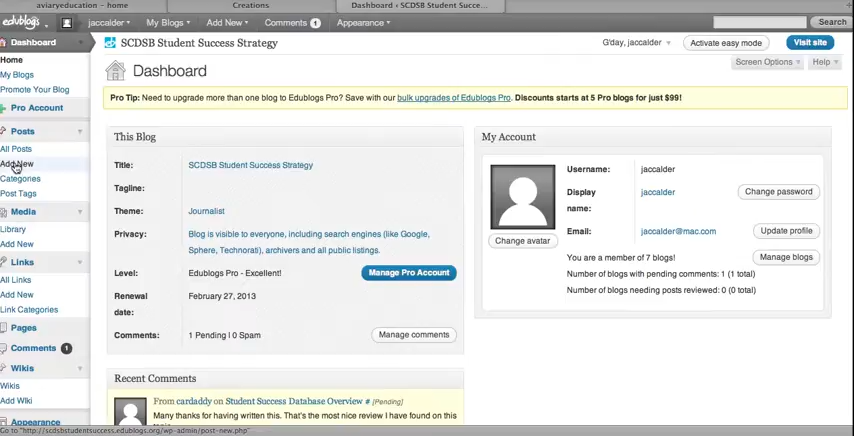 aviaryeducation – home
Creations
Dashboard ‹ SCDSB Student Succe...
edublogs
jaccalder
My Blogs
Add New
Comments 1
Appearance
Search
Dashboard
SCDSB Student Success Strategy
G'day, jaccalder
Activate easy mode
Visit site
Home
My Blogs
Promote Your Blog
Dashboard
Screen Options
Help
Pro Account
Pro Tip: Need to upgrade more than one blog to Edublogs Pro? Save with our bulk upgrades of Edublogs Pro. Discounts starts at 5 Pro blogs for just $99!
Posts
All Posts
Add New
Categories
Post Tags
Media
Library
Add New
Links
All Links
Add New
Link Categories
Pages
Comments 1
Wikis
Wikis
Add Wiki
Appearance
This Blog
Title: SCDSB Student Success Strategy
Tagline:
Theme: Journalist
Privacy: Blog is visible to everyone, including search engines (like Google,
Sphere, Technorati), archivers and all public listings.
Level: Edublogs Pro - Excellent! Manage Pro Account
Renewal February 27, 2013
date:
Comments: 1 Pending | 0 Spam Manage comments
Recent Comments
From cardaddy on Student Success Database Overview # [Pending]
Many thanks for having written this. That's the most nice review I have found on this
My Account
Change avatar
Username: jaccalder
Display jaccalder Change password
name:
Email: jaccalder@mac.com Update profile
You are a member of 7 blogs! Manage blogs
Number of blogs with pending comments: 1 (1 total)
Number of blogs needing posts reviewed: 0 (0 total)
Go to "http://scdsbstudentsuccess.edublogs.org/wp-admin/post-new.php"